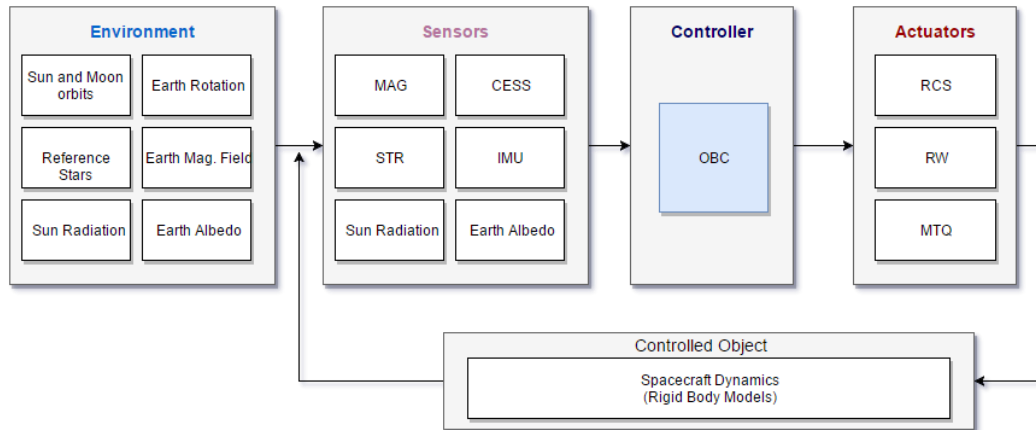 Environment
Sun and Moon
orbits
Earth Rotation
Reference
Stars
Earth Mag. Field
Sun Radiation
Earth Albedo
Sensors
MAG
CESS
STR
IMU
Sun Radiation
Earth Albedo
Controller
OBC
Actuators
RCS
RW
MTQ
Controlled Object
Spacecraft Dynamics
(Rigid Body Models)